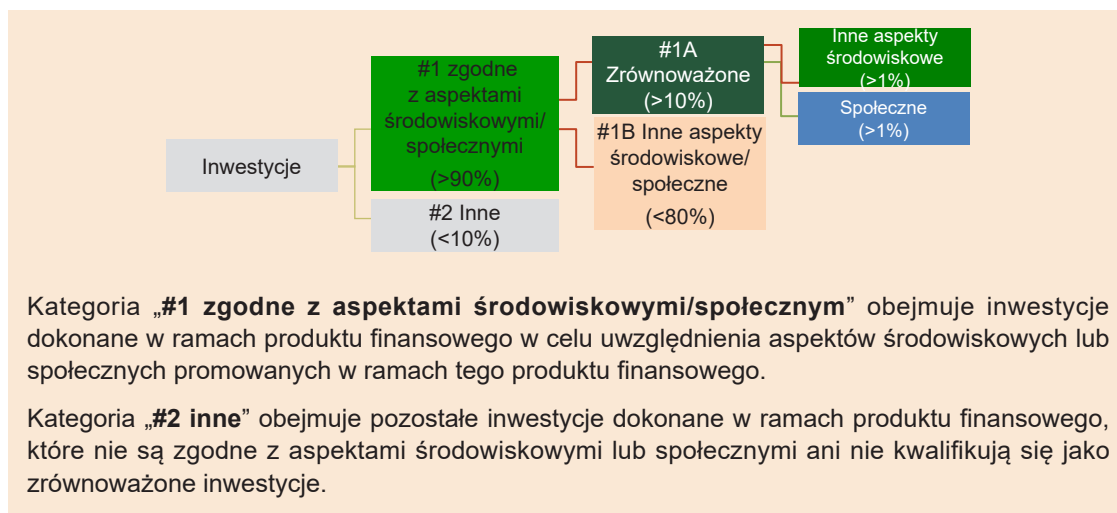 Inwestycje
#1 zgodne
z aspektami
środowiskowymi/
społecznymi
(>90%)
#2 Inne
(<10%)
#1A
Zrównoważone
(>10%)
#1B Inne aspekty
środowiskowe/
społeczne
(<80%)
Inne aspekty
środowiskowe
(>1%)
Społeczne
(>1%)
Kategoria „#1 zgodne z aspektami środowiskowymi/społecznym” obejmuje inwestycje
dokonane w ramach produktu finansowego w celu uwzględnienia aspektów środowiskowych lub
społecznych promowanych w ramach tego produktu finansowego.
Kategoria „#2 inne” obejmuje pozostałe inwestycje dokonane w ramach produktu finansowego,
które nie są zgodne z aspektami środowiskowymi lub społecznymi ani nie kwalifikują się jako
zrównoważone inwestycje.